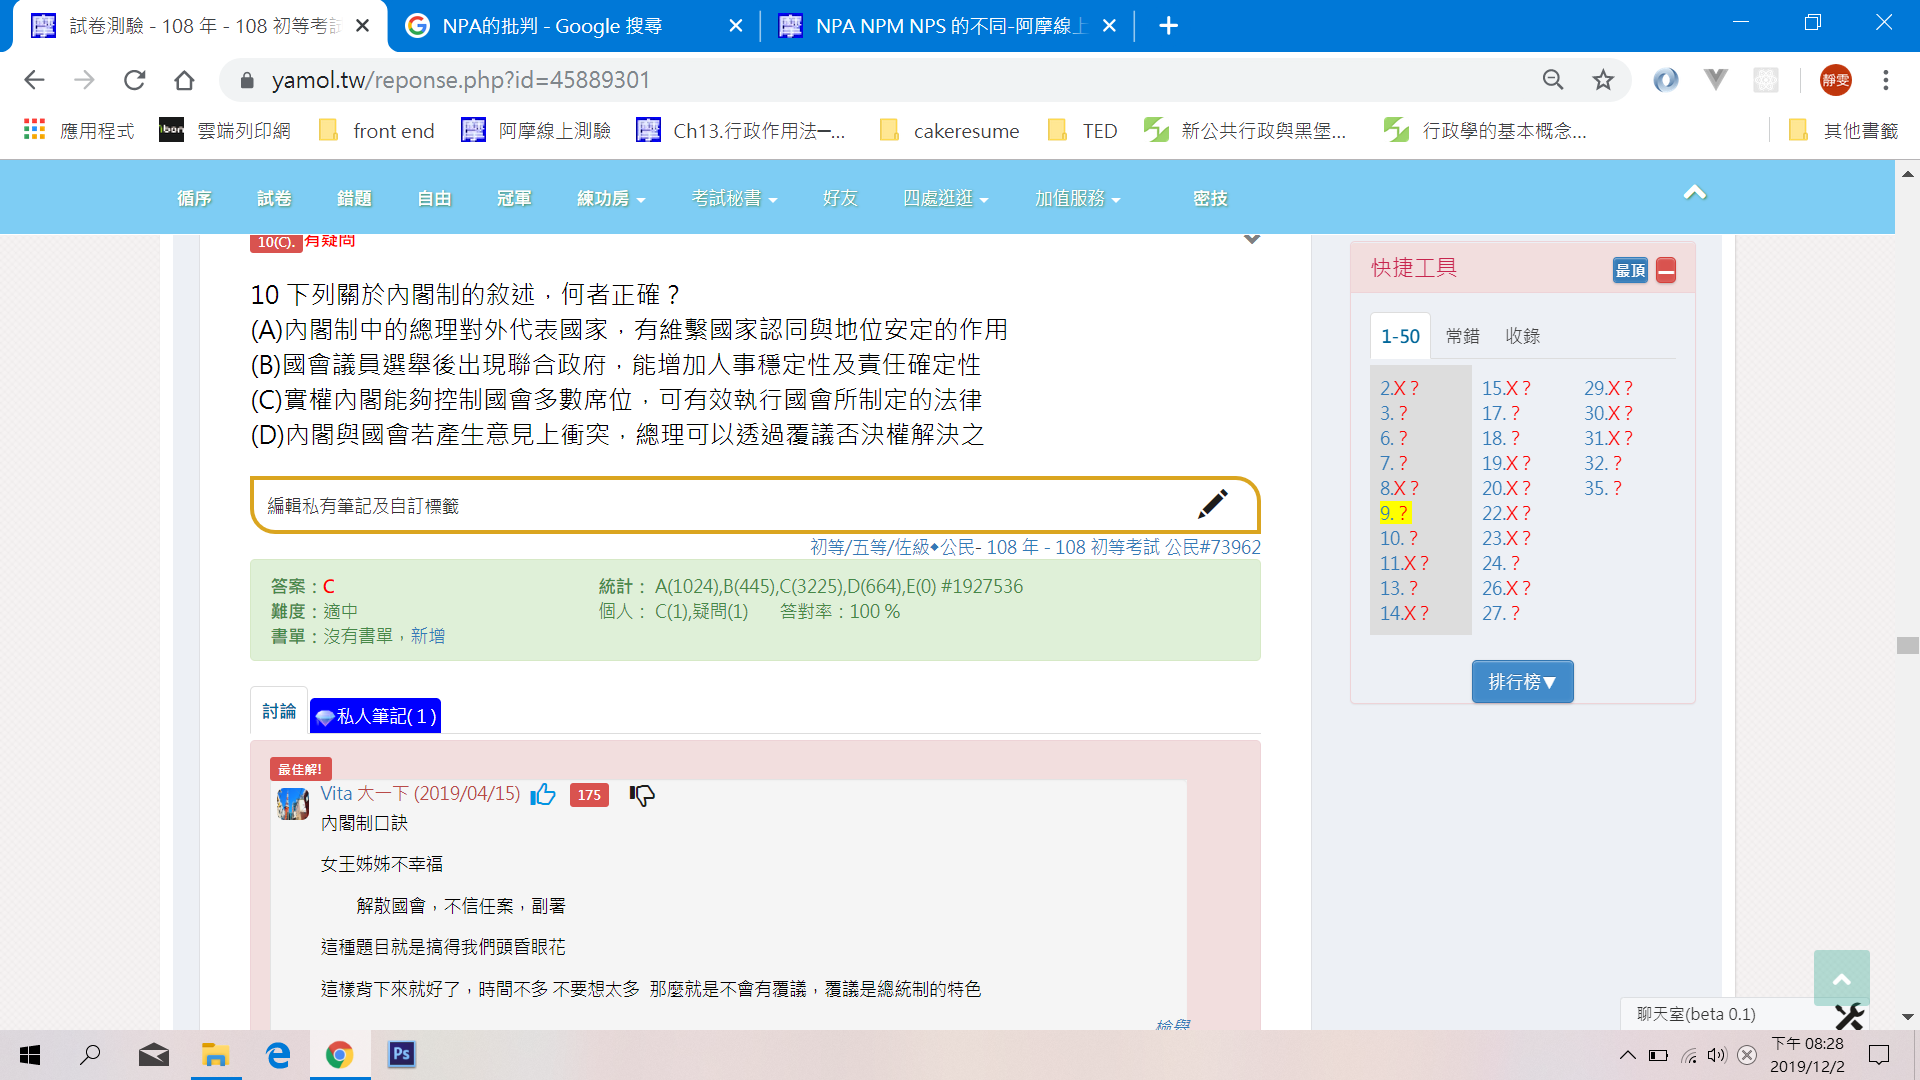 試卷測驗 - 108 年 - 108 初等考試
NPA的批判 - Google 搜尋
NPA NPM NPS 的不同-阿摩線上
yamol.tw/reponse.php?id=45889301
靜雯
應用程式
ibon
雲端列印網
front end
阿摩線上測驗
Ch13.行政作用法一...
cakeresume
TED
新公共行政與黑堡...
行政學的基本概念...
其他書籤
循序 試卷 錯題 自由 冠軍 練功房 考試秘書 好友 四處逛逛 加值服務 密技
10(C). 有疑問
10 下列關於內閣制的敘述，何者正確？
(A)內閣制中的總理對外代表國家，有維繫國家認同與地位安定的作用
(B)國會議員選舉後出現聯合政府，能增加人事穩定性及責任確定性
(C)實權內閣能夠控制國會多數席位，可有效執行國會所制定的法律
(D)內閣與國會若產生意見上衝突，總理可以透過覆議否決權解決之
編輯私有筆記及自訂標籤
初等/五等/佐級◆公民- 108 年 - 108 初等考試 公民#73962
答案：C
難度：適中
書單：沒有書單，新增
統計： A(1024),B(445),C(3225),D(664),E(0) #1927536
個人： C(1),疑問(1) 答對率：100 %
討論
私人筆記( 1 )
最佳解!
Vita 大一下 (2019/04/15) 175
內閣制口訣
女王姊姊不幸福
解散國會，不信任案，副署
這種題目就是搞得我們頭昏眼花
這樣背下來就好了，時間不多 不要想太多 那麼就是不會有覆議，覆議是總統制的特色
檢舉
快捷工具
最頂
1-50 常錯 收錄
2.X ? 15.X ? 29.X ?
3. ? 17. ? 30.X ?
6. ? 18. ? 31.X ?
7. ? 19.X ? 32. ?
8.X ? 20.X ? 35. ?
9. ? 22.X ?
10. ? 23.X ?
11.X ? 24. ?
13. ? 26.X ?
14.X ? 27. ?
排行榜▼
聊天室(beta 0.1)
Ps
下午 08:28
2019/12/2